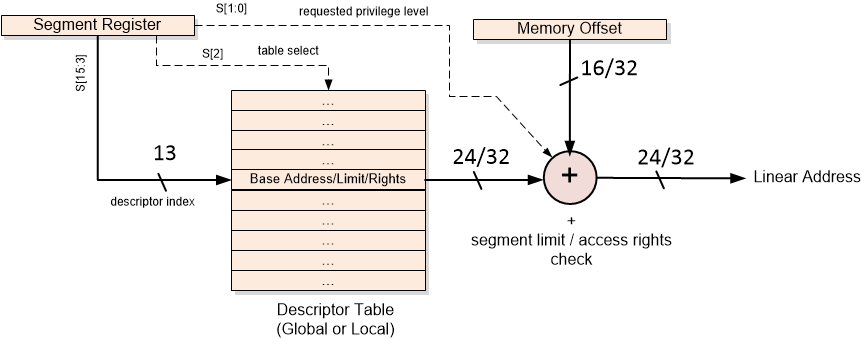 S[1:0]
requested privilege level
Segment Register
Memory Offset
S[2]
table select
S[15:3]
16/32
...
...
...
...
13
24/32
24/32
Base Address/Limit/Rights
+
Linear Address
descriptor index
...
...
...
...
...
+
segment limit / access rights
check
Descriptor Table
(Global or Local)